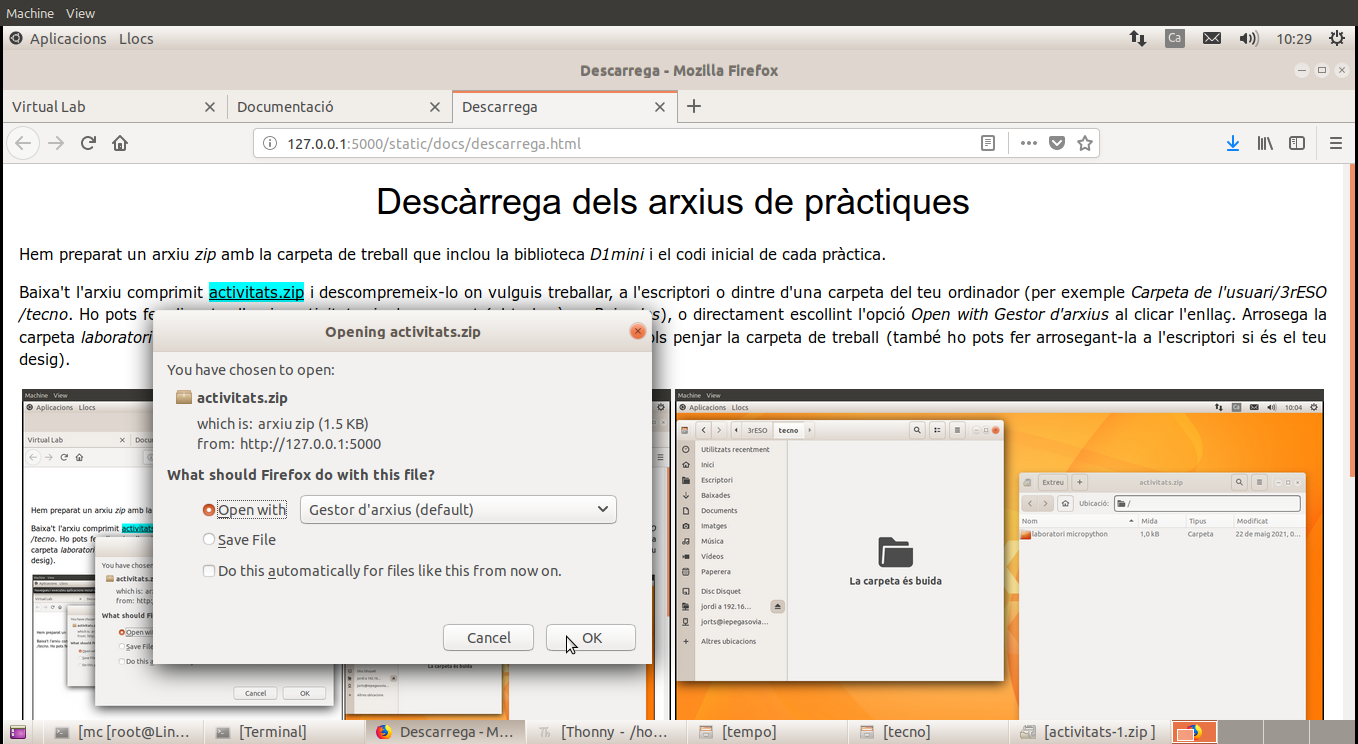 Machine View
Aplicacions Llocs
Ca
10:29
Descarrega - Mozilla Firefox
Virtual Lab
Documentació
Descarrega
127.0.0.1:5000/static/docs/descarrega.html
Descàrrega dels arxius de pràctiques
Hem preparat un arxiu zip amb la carpeta de treball que inclou la biblioteca D1mini i el codi inicial de cada pràctica.
Baixa't l'arxiu comprimit activitats.zip i descompremeix-lo on vulguis treballar, a l'escriptori o dintre d'una carpeta del teu ordinador (per exemple Carpeta de l'usuari/3rESO
/tecno. Ho pots fe), o directament escollint l'opció Open with Gestor d'arxius al clicar l'enllaç. Arrosega la
carpeta laboratori ols penjar la carpeta de treball (també ho pots fer arrosegant-la a l'escriptori si és el teu
desig).
Opening activitats.zip
You have chosen to open:
activitats.zip
which is: arxiu zip (1.5 KB)
from: http://127.0.0.1:5000
What should Firefox do with this file?
Open with
Gestor d'arxius (default)
Save File
Do this automatically for files like this from now on.
Cancel
OK
Machine View
Aplicacions Llocs
Virtual Lab
Docu
Hem preparat un arxiu zip amb la
Baixa't l'arxiu comprimit activitats
/tecno. Ho pots fe
carpeta laboratori
desig).
You have chosen
activitats.z
which is: ar
from: http:
What should Fi
Open wit
Save File
Do this a
Cancel
OK
La carpeta és buida
Disc Disquet
Altres ubicacions
Machine View
Aplicacions Llocs
Ca
10:04
3rESO
tecno
Utilitzats recentment
Inici
Escriptori
Baixades
Documents
Imatges
Música
Vídeos
Paperera
Disc Disquet
jordi a 192.16...
jorts@iepegasovia...
Altres ubicacions
La carpeta és buida
Extreu
activitats.zip
Ubicació:
/
Nom
Mida
Tipus
Modificat
laboratori micropython
1,0 kB
Carpeta
22 de maig 2021, 0...
[mc [root@Lin...
[Terminal]
Descarrega - M...
[Thonny - /ho...
[tempo]
[tecno]
[activitats-1.zip ]